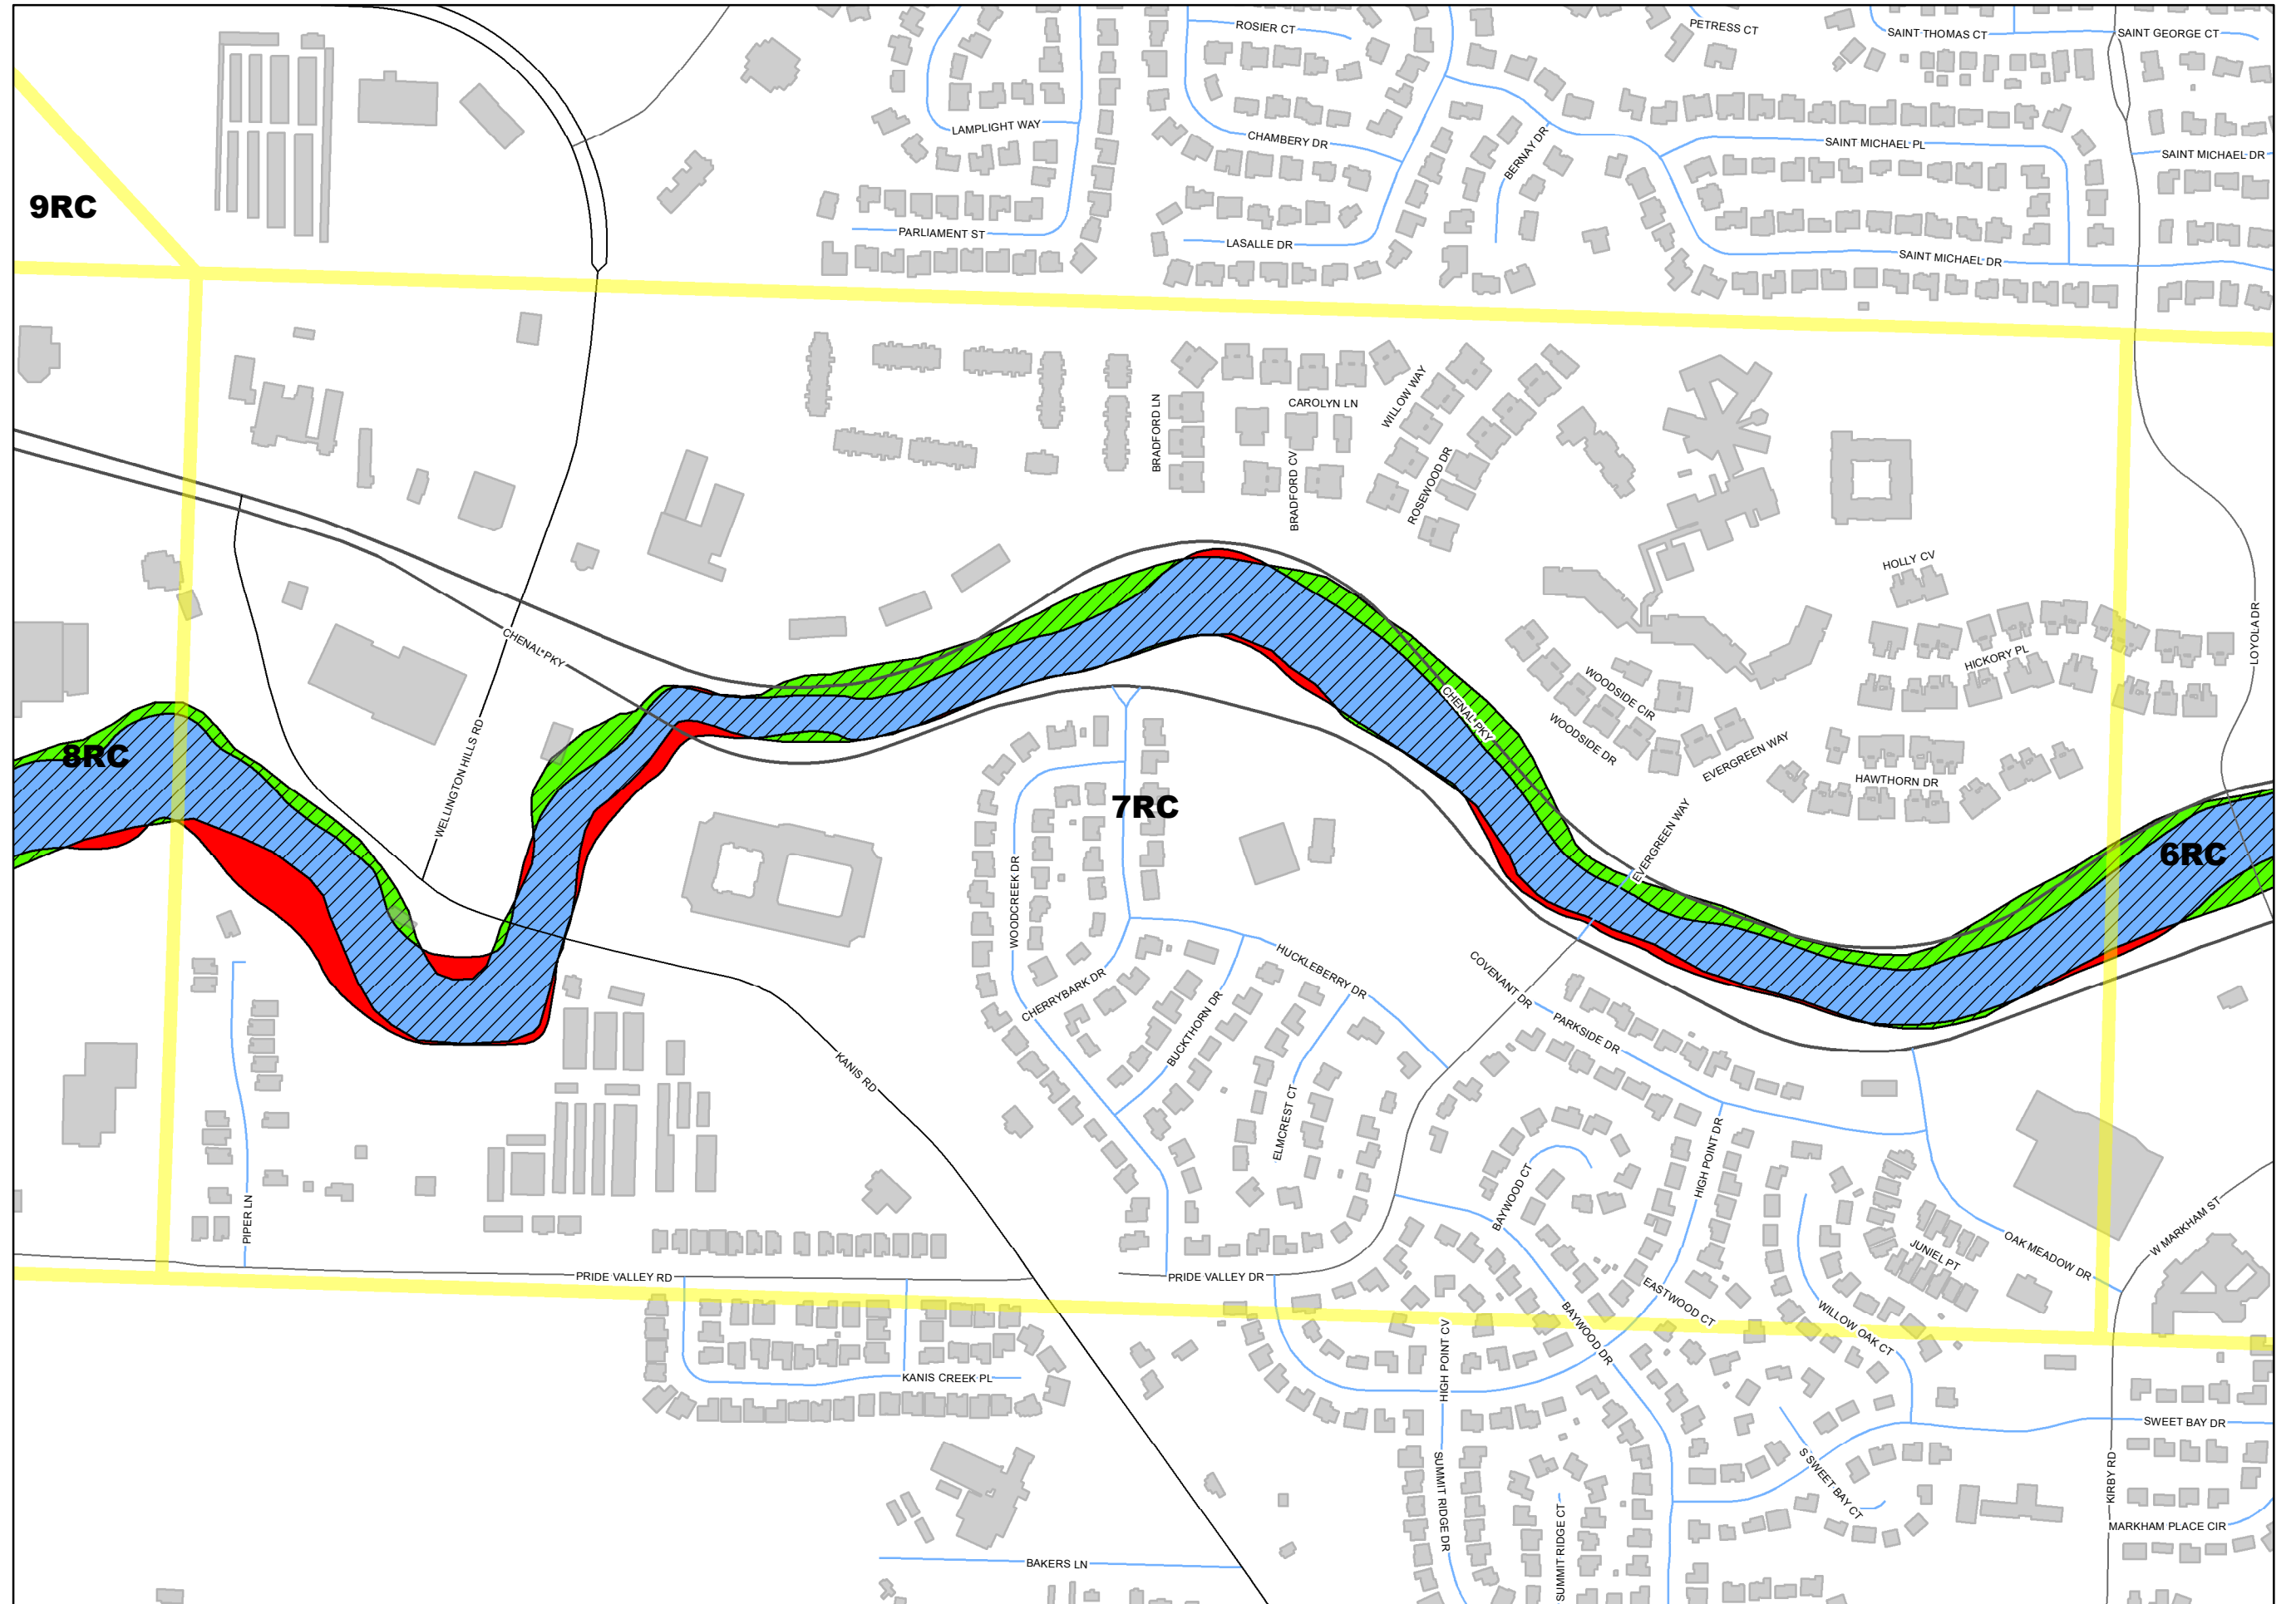 ROSIER CT
PETRESS CT
SAINT THOMAS CT
SAINT GEORGE CT
LAMPLIGHT WAY
CHAMBERY DR
BERNAY DR
SAINT MICHAEL PL
SAINT MICHAEL DR
9RC
PARLIAMENT ST
LASALLE DR
SAINT MICHAEL DR
BRADFORD LN
CAROLYN LN
WILLOW WAY
BRADFORD CV
ROSEWOOD DR
HOLLY CV
CHENAL PKY
LOYOLA DR
HICKORY PL
WOODSIDE CIR
CHENAL PKY
WOODSIDE DR
EVERGREEN WAY
8RC
WELLINGTON HILLS RD
HAWTHORN DR
7RC
EVERGREEN WAY
6RC
WOODCREEK DR
HUCKLEBERRY DR
COVENANT DR
CHERRYBARK DR
BUCKTHORN DR
PARKSIDE DR
KANIS RD
ELMCREST CT
HIGH POINT DR
BAYWOOD CT
PIPER LN
W MARKHAM ST
OAK MEADOW DR
JUNIEL PT
PRIDE VALLEY RD
PRIDE VALLEY DR
EASTWOOD CT
BAYWOOD DR
WILLOW OAK CT
HIGH POINT CV
KANIS CREEK PL
SWEET BAY DR
S SWEET BAY CT
SUMMIT RIDGE DR
KIRBY RD
MARKHAM PLACE CIR
SUMMIT RIDGE CT
BAKERS LN